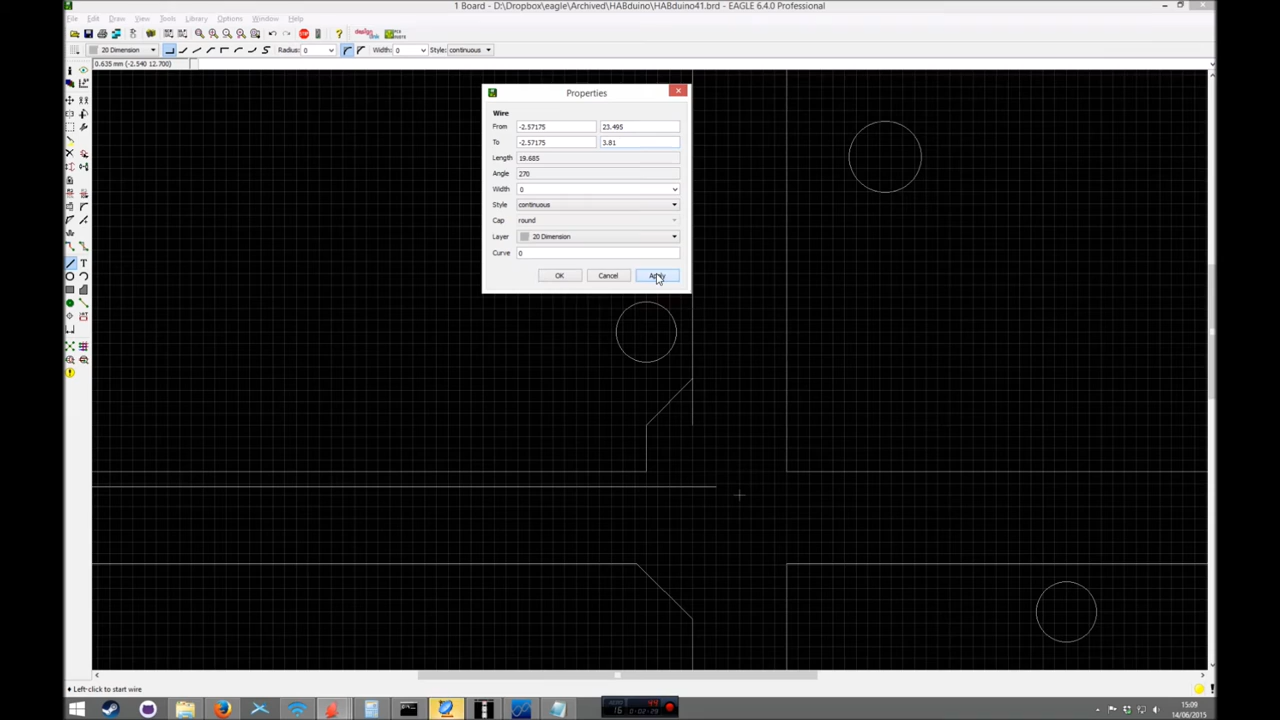 1 Board - D:\Dropbox\eagle\Archived\HABduino\HABduino41.brd - EAGLE 6.4.0 Professional
File Edit Draw View Tools Library Options Window Help
20 Dimension Radius: 0 Width: 0 Style: continuous
0.635 mm (-2.540 12.700)
Properties
Wire
From -2.57175 23.495
To -2.57175 3.81
Length 19.685
Angle 270
Width 0
Style continuous
Cap round
Layer 20 Dimension
Curve 0
OK Cancel Apply
Left-click to start wire
15:09
14/06/2015